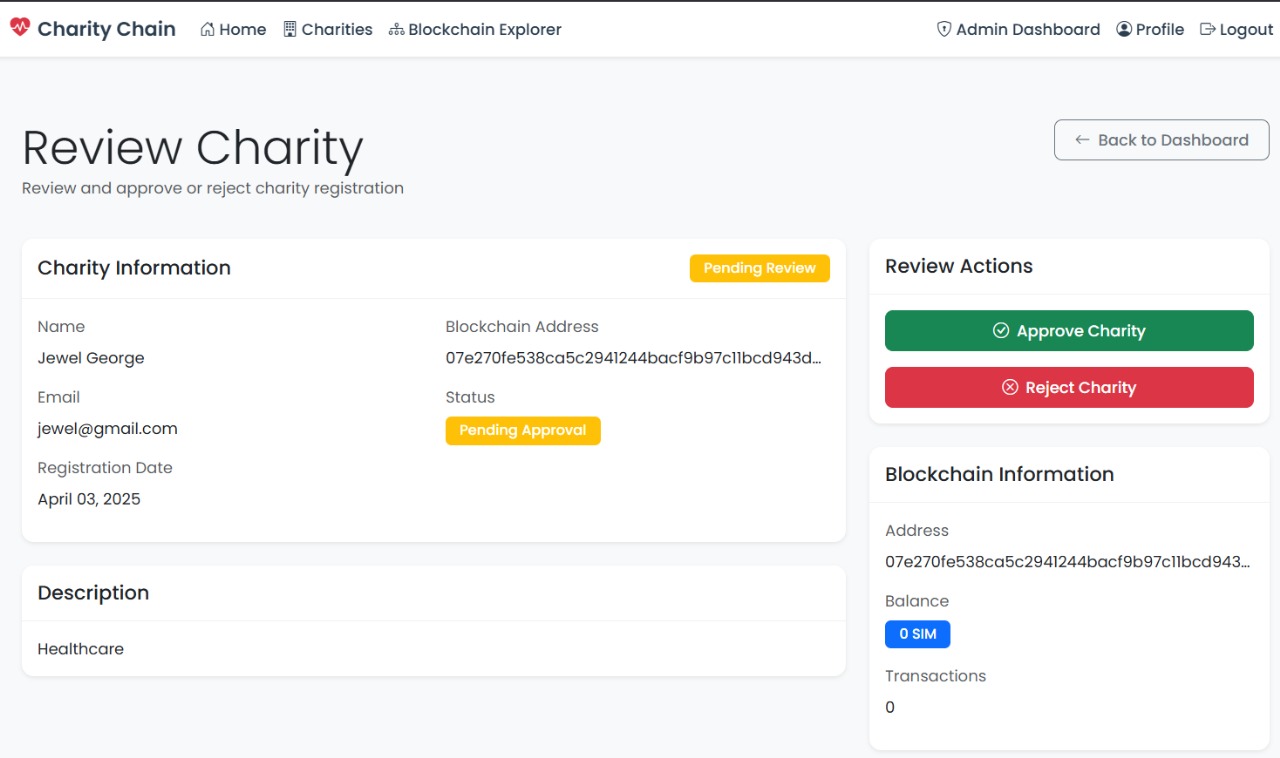 Charity Chain Home Charities Blockchain Explorer Admin Dashboard Profile Logout
Review Charity
Back to Dashboard
Review and approve or reject charity registration
Charity Information
Pending Review
Name
Jewel George
Email
jewel@gmail.com
Registration Date
April 03, 2025
Blockchain Address
07e270fe538ca5c2941244bacf9b97c11bcd943d...
Status
Pending Approval
Description
Healthcare
Review Actions
Approve Charity
Reject Charity
Blockchain Information
Address
07e270fe538ca5c2941244bacf9b97c11bcd943...
Balance
0 SIM
Transactions
0